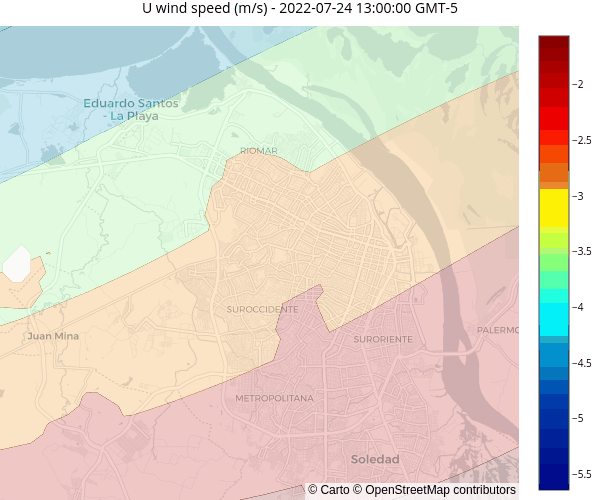 U wind speed (m/s) - 2022-07-24 13:00:00 GMT-5
Eduardo Santos
- La Playa
RIOMAR
SUROCCIDENTE
Juan Mina
SURORIENTE
PALERMO
METROPOLITANA
Soledad
© Carto © OpenStreetMap contributors
−2
−2.5
−3
−3.5
−4
−4.5
−5
−5.5